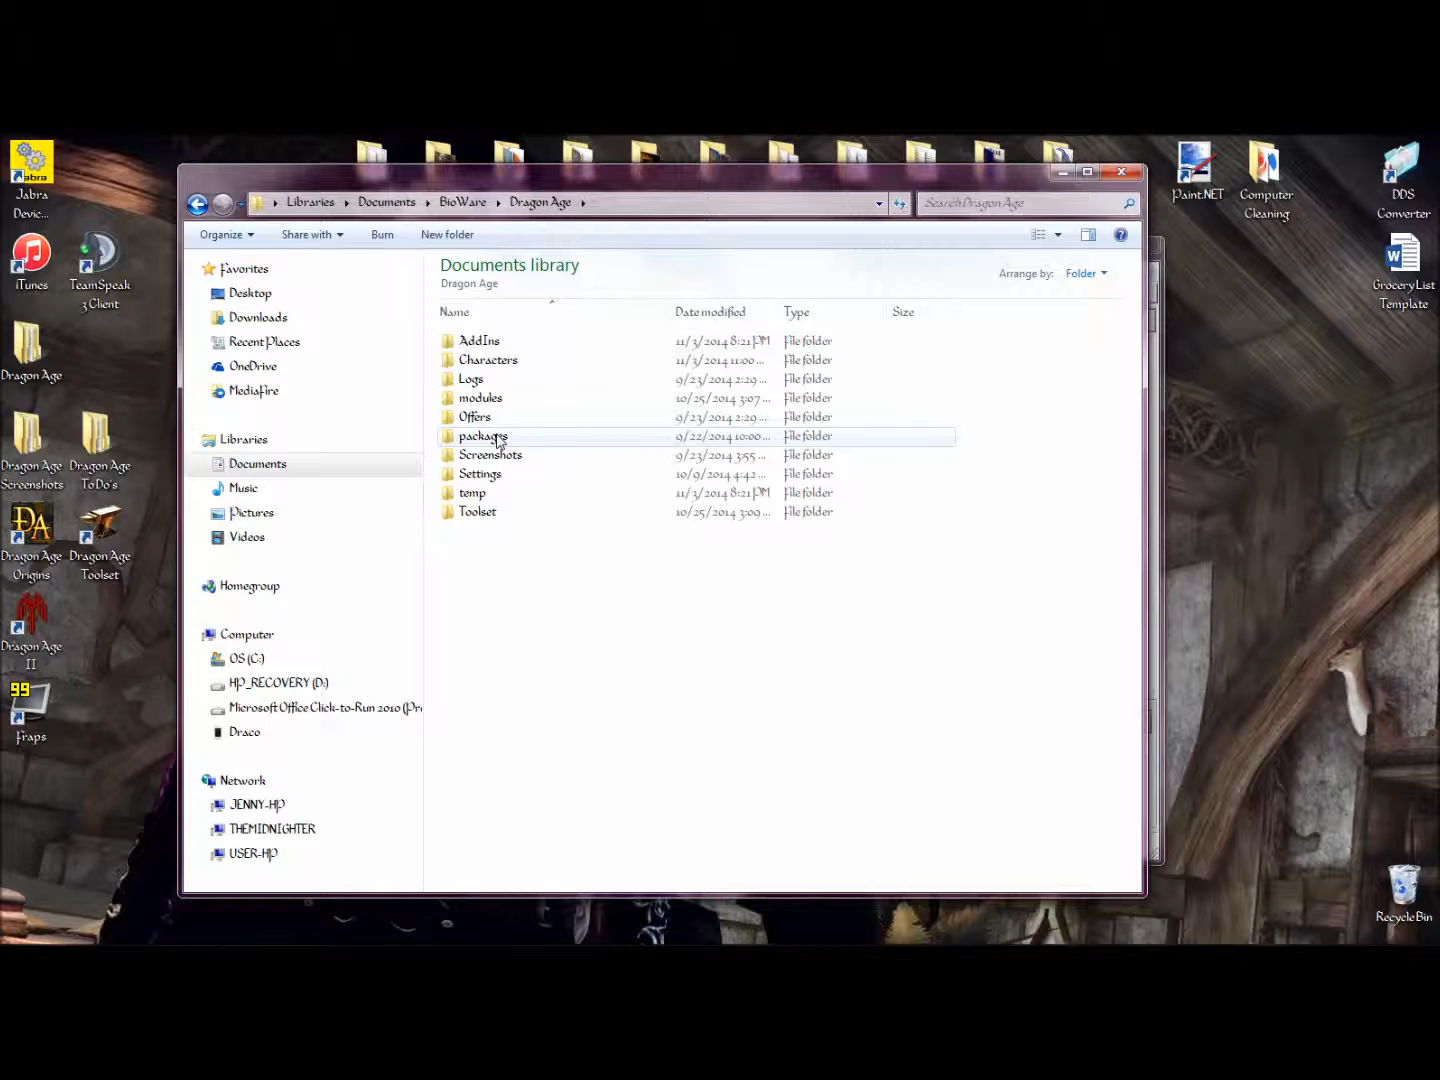 Jabra
Devic...
iTunes
TeamSpeak
3 Client
Dragon Age
Dragon Age
Screenshots
Dragon Age
To Do's
Dragon Age
Origins
Dragon Age
Toolset
Dragon Age
II
99
Fraps
Libraries
Documents
BioWare
Dragon Age
Search Dragon Age
Organize
Share with
Burn
New folder
Favorites
Desktop
Downloads
Recent Places
OneDrive
MediaFire
Libraries
Documents
Music
Pictures
Videos
Homegroup
Computer
OS (C:)
HP_RECOVERY (D:)
Microsoft Office Click-to-Run 2010 (Pr
Draco
Network
JENNY-HP
THEMIDNIGHTER
USER-HP
Documents library
Dragon Age
Arrange by: Folder
Name Date modified Type Size
AddIns 11/3/2014 8:21 PM File folder
Characters 11/3/2014 11:00 ... File folder
Logs 9/23/2014 2:29 ... File folder
modules 10/25/2014 3:07 ... File folder
Offers 9/23/2014 2:29 ... File folder
packages 9/22/2014 10:00 ... File folder
Screenshots 9/23/2014 3:55 ... File folder
Settings 10/9/2014 4:42 ... File folder
temp 11/3/2014 8:21 PM File folder
Toolset 10/25/2014 3:09 ... File folder
Paint.NET
Computer
Cleaning
DDS
Converter
Grocery List
Template
Recycle Bin